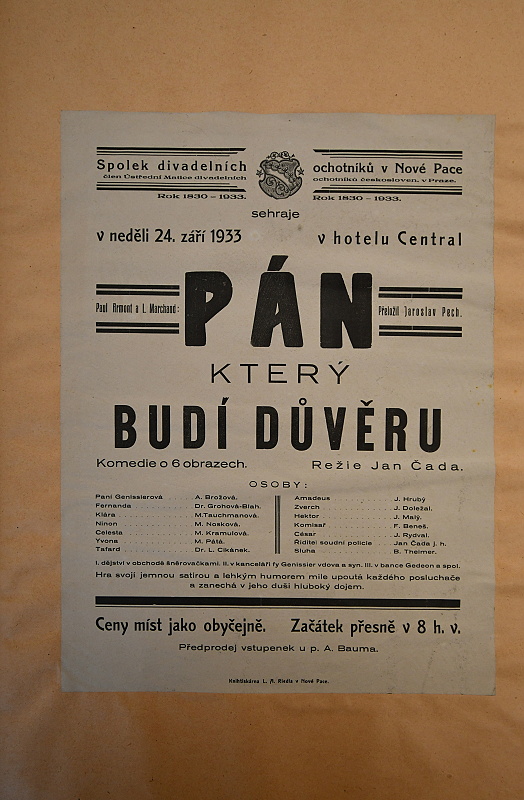 Spolek divadelních ochotníků v Nové Pace
člen Ústřední Matice divadelních ochotníků českosloven. v Praze.
Rok 1830 – 1933. Rok 1830 – 1933.
sehraje
v neděli 24. září 1933 v hotelu Central
Paul Armont a L. Marchand: PÁN Přeložil Jaroslav Pech.
KTERÝ
BUDÍ DŮVĚRU
Komedie o 6 obrazech. Režie Jan Čada.
OSOBY:
Paní Genissierová A. Brožová.
Fernanda Dr. Grohová-Blah.
Klára M. Tauchmanová.
Ninon M. Nosková.
Celesta M. Kramulová.
Yvona M. Pátá.
Tafard Dr. L. Cikánek.
Amadeus J. Hrubý
Zverch J. Doležal.
Hektor J. Malý.
Komisař F. Beneš.
César J. Rydval.
Ředitel soudní policie Jan Čada j. h.
Sluha B. Theimer.
I. dějství v obchodě šněrovačkami. II. v kanceláři fy Genissier vdova a syn. III. v bance Gedeon a spol.
Hra svojí jemnou satirou a lehkým humorem mile upoutá každého posluchače
a zanechá v jeho duši hluboký dojem.
Ceny míst jako obyčejně. Začátek přesně v 8 h. v.
Předprodej vstupenek u p. A. Bauma.
Knihtiskárna L. A. Riedla v Nové Pace.